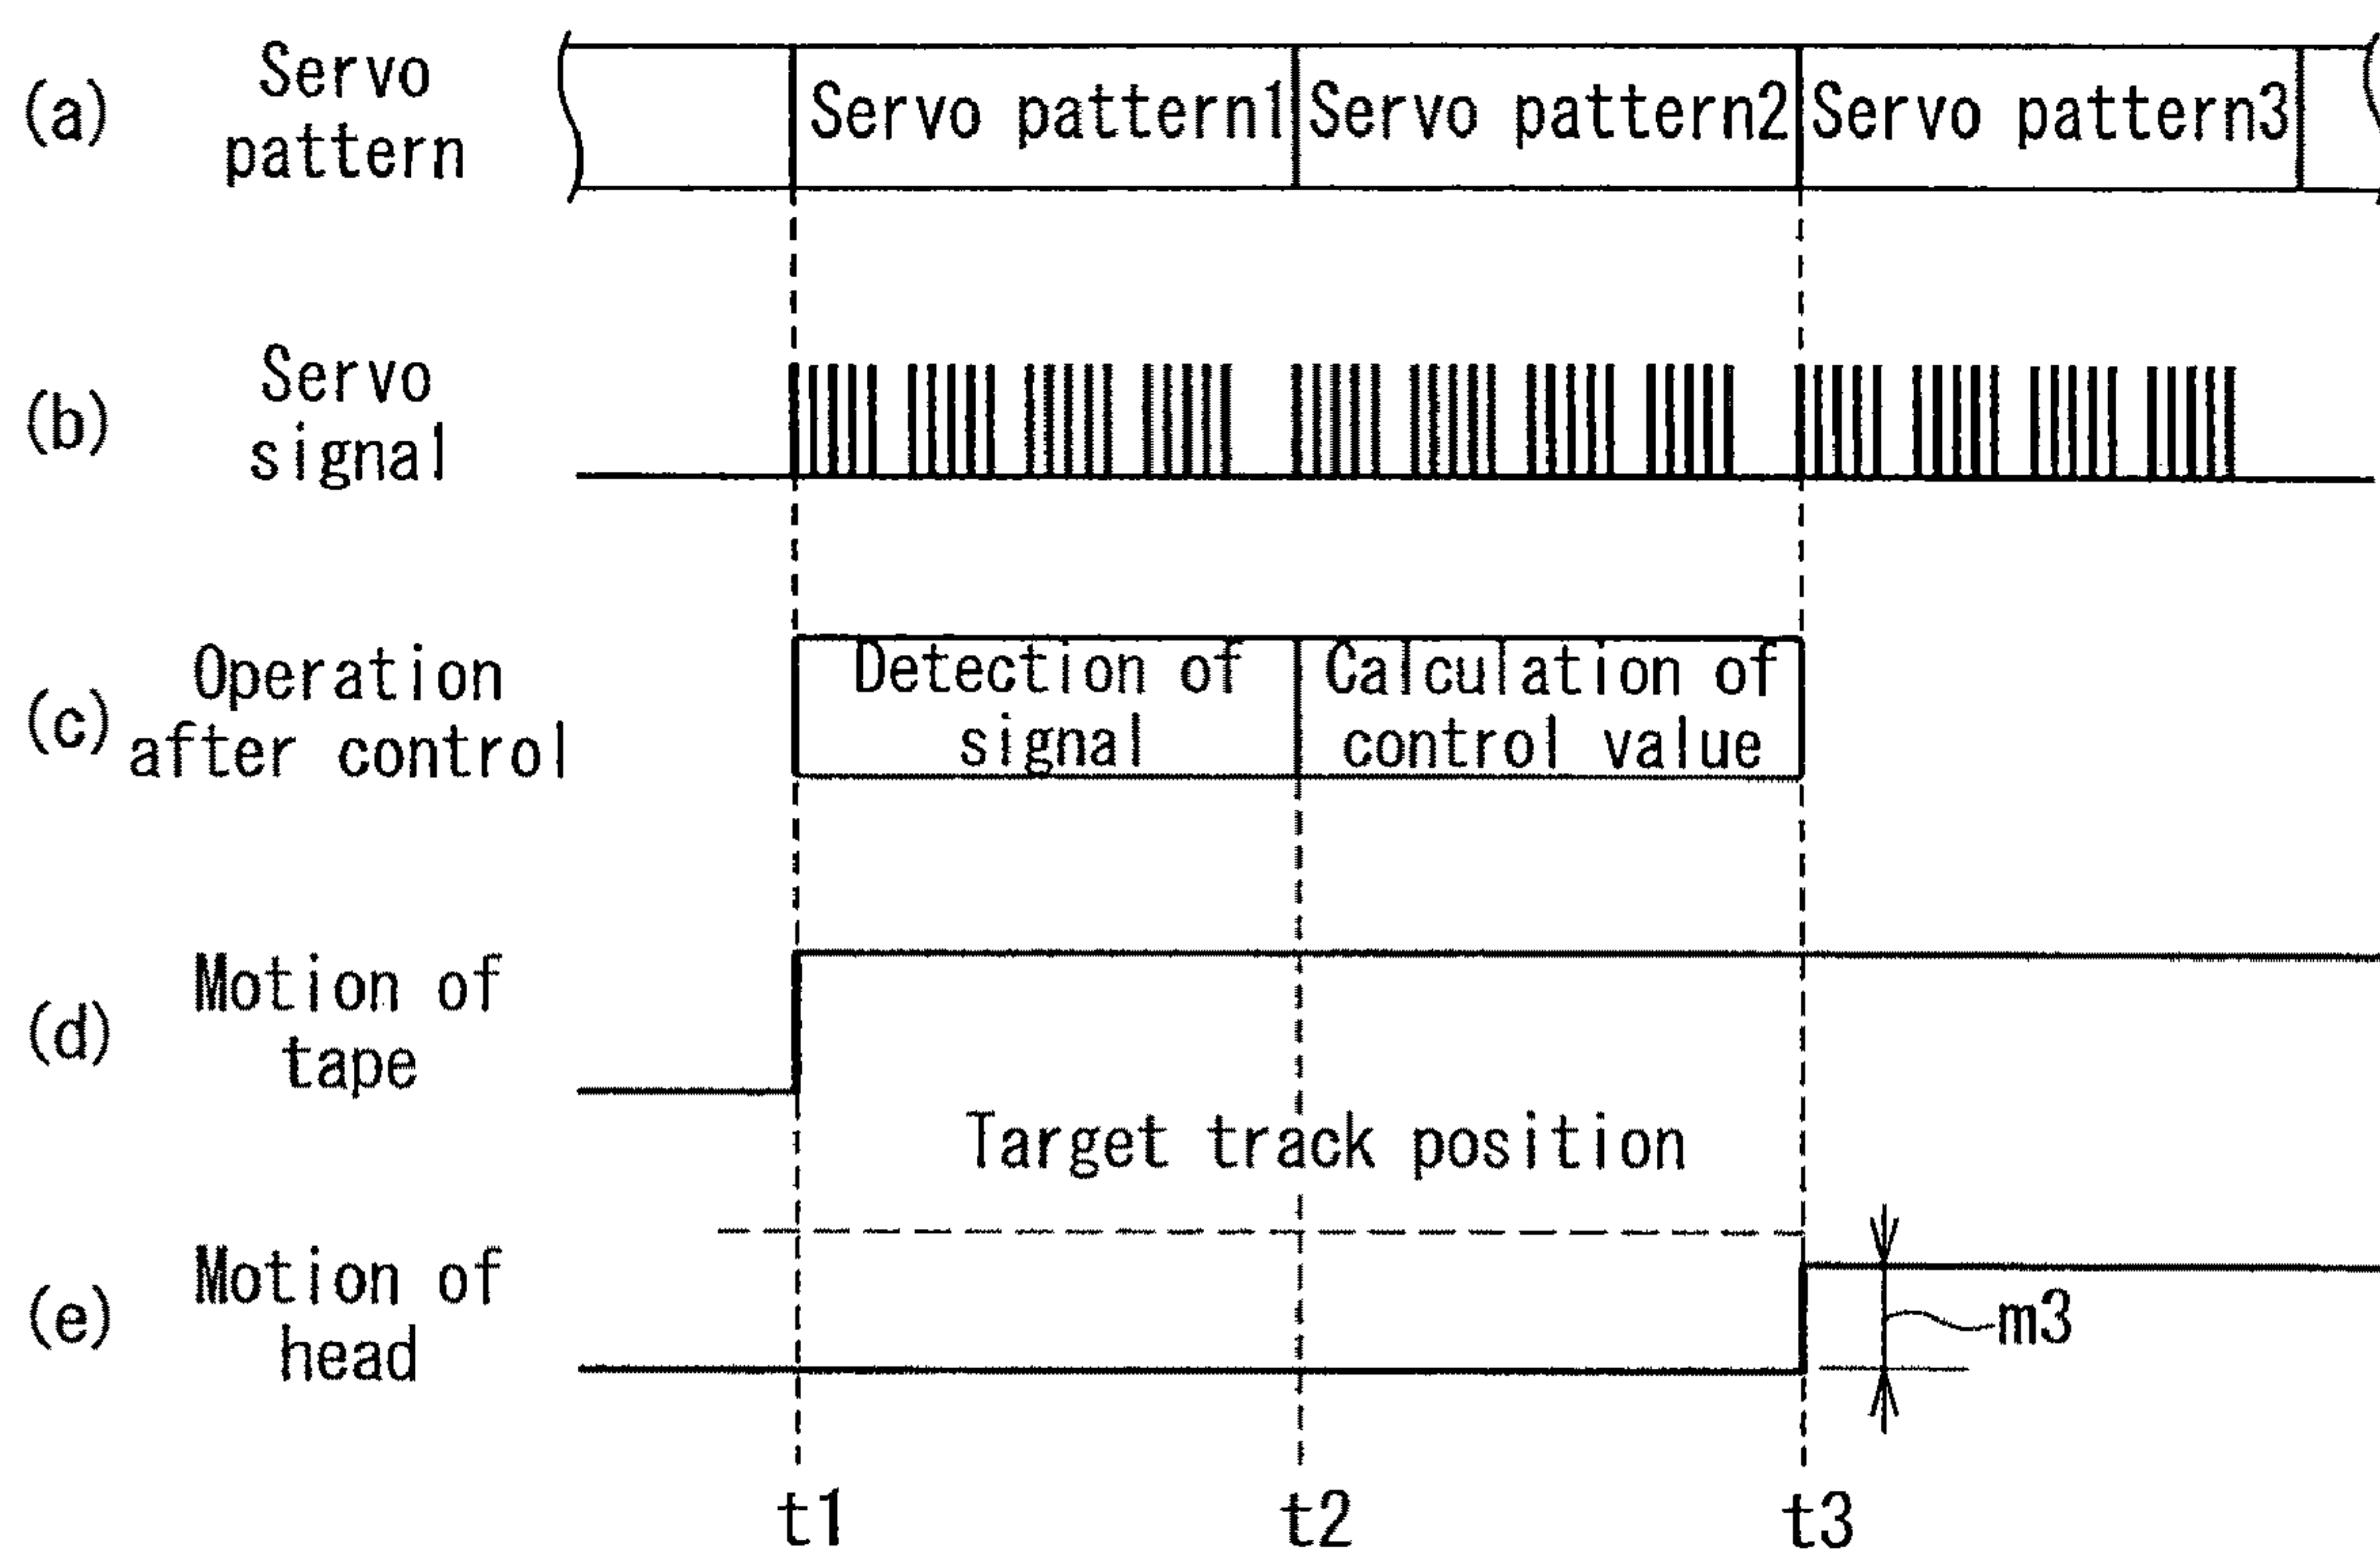 (a) Servo
pattern
Servo pattern1 Servo pattern2 Servo pattern3
(b) Servo
signal
(c) Operation
after control
Detection of
signal
Calculation of
control value
(d) Motion of
tape
Target track position
(e) Motion of
head
m3
t1 t2 t3